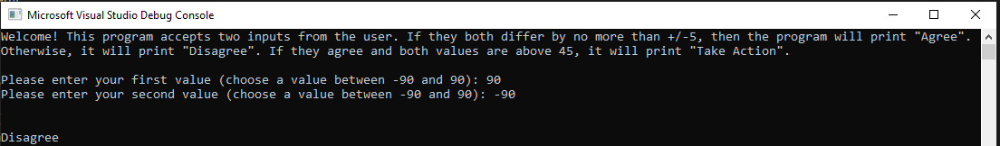 Microsoft Visual Studio Debug Console
Welcome! This program accepts two inputs from the user. If they both differ by no more than +/-5, then the program will print "Agree".
Otherwise, it will print "Disagree". If they agree and both values are above 45, it will print "Take Action".
Please enter your first value (choose a value between -90 and 90): 90
Please enter your second value (choose a value between -90 and 90): -90
Disagree